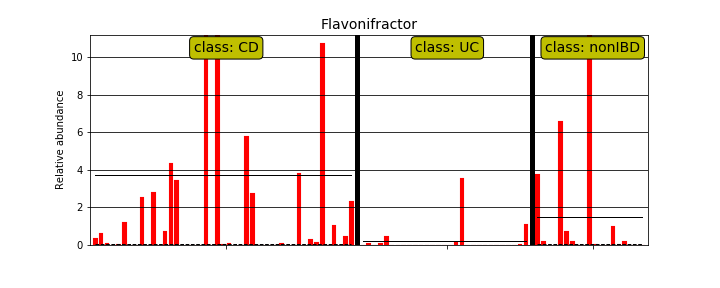 Flavonifractor
class: CD
class: UC
class: nonIBD
Relative abundance
10
8
6
4
2
0